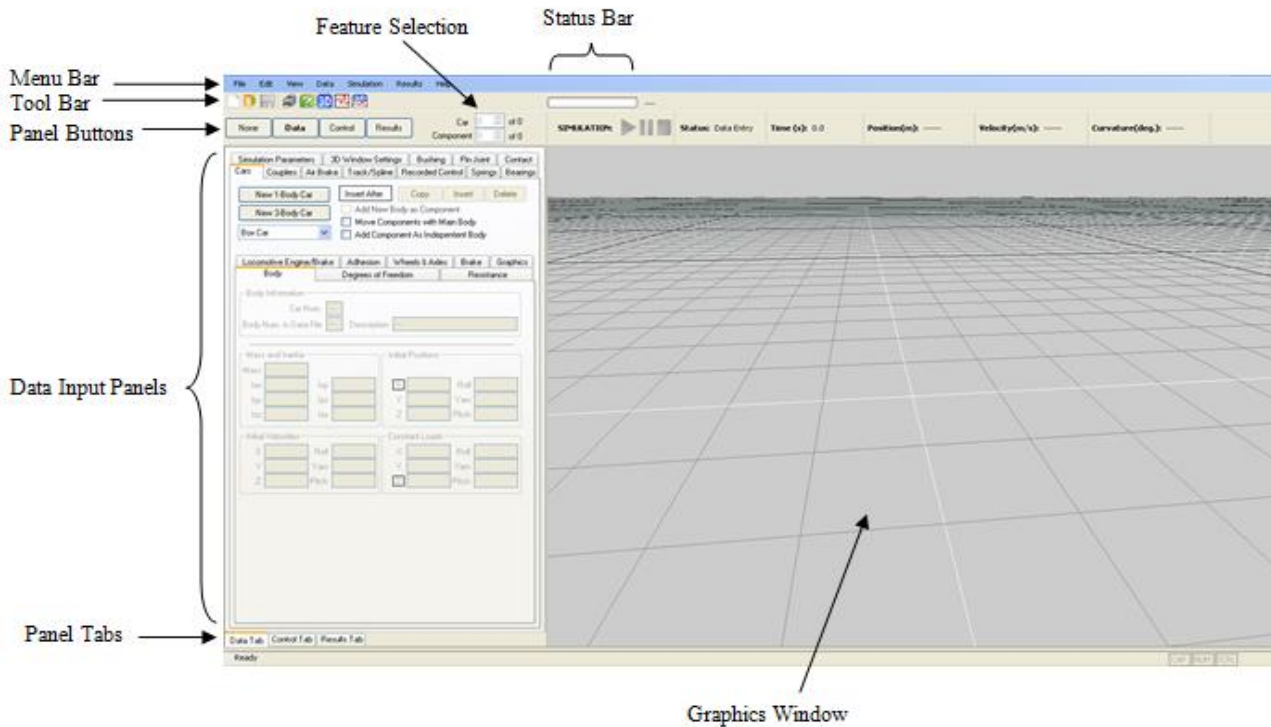 Feature Selection
Status Bar
Menu Bar
Tool Bar
Panel Buttons
Data Input Panels
Panel Tabs
Graphics Window
File Edit View Data Simulation Results Help
None Data Control Results
Car of 0
Component of 0
SIMULATION: Status: Data Entry Time (s): 0.0 Position(m): ---- Velocity(m/s): ---- Curvature(deg.): ----
Simulation Parameters 3D Window Settings Bushing Pin Joint Contact
Cars Couplers Air Brake Track/Spline Recorded Control Springs Bearings
New 1-Body Car Insert After Copy Insert Delete
Add New Body as Component
New 3-Body Car
Move Components with Main Body
Box Car
Add Component As Independent Body
Locomotive Engine/Brake Adhesion Wheels & Axles Brake Graphics
Body Degrees of Freedom Resistance
Body Information
Car Num.
Body Num. in Data File Description
Mass and Inertia Initial Positions
Mass
Roll
Y Yaw
Z Pitch
Initial Velocities Constant Loads
X Roll X Roll
Y Yaw Y Yaw
Z Pitch Pitch
Data Tab Control Tab Results Tab
Ready
CAP NUM